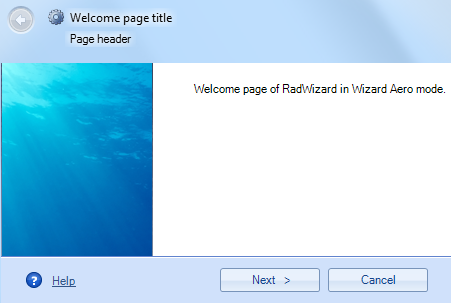 Welcome page title
Page header
Welcome page of RadWizard in Wizard Aero mode.
? Help
Next >
Cancel